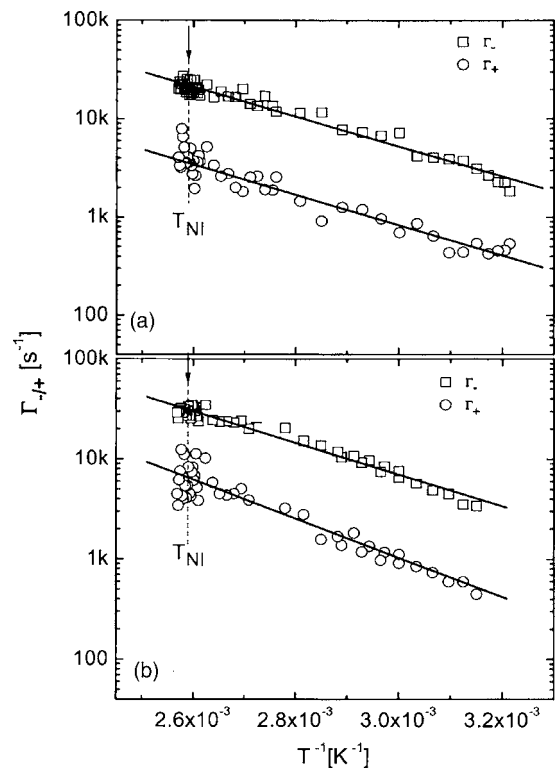 100k
□ Γ-
○ Γ+
10k
1k
T_NI
100
(a)
Γ-/+ [s⁻¹]
100k
□ Γ-
○ Γ+
10k
1k
T_NI
100
(b)
2.6x10⁻³ 2.8x10⁻³ 3.0x10⁻³ 3.2x10⁻³
T⁻¹[K⁻¹]